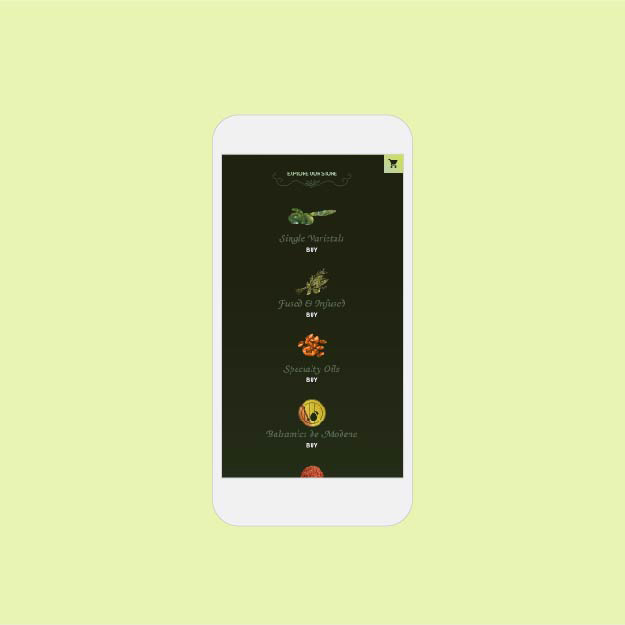 EXPLORE OUR STORE
Single Varietals
BUY
Fused & Infused
BUY
Specialty Oils
BUY
Balsamics de Modena
BUY